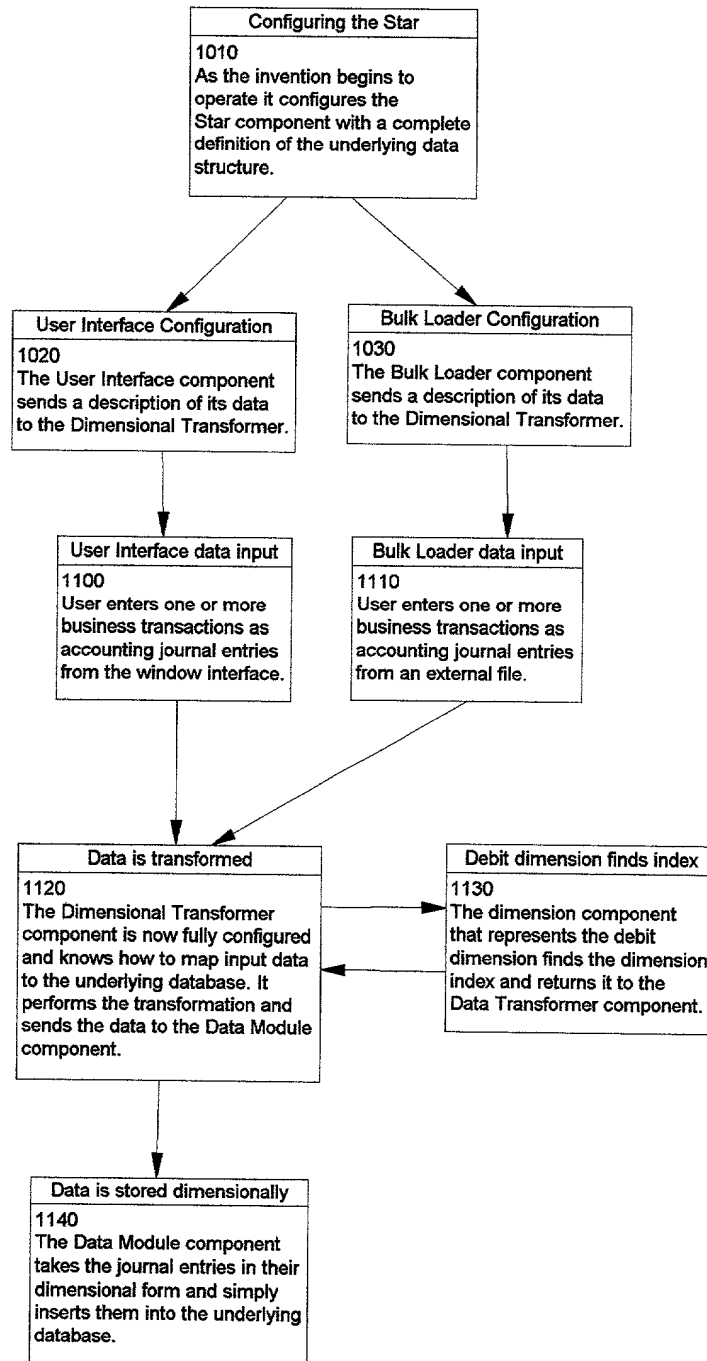 Configuring the Star
1010
As the invention begins to
operate it configures the
Star component with a complete
definition of the underlying data
structure.
User Interface Configuration
1020
The User Interface component
sends a description of its data
to the Dimensional Transformer.
Bulk Loader Configuration
1030
The Bulk Loader component
sends a description of its data
to the Dimensional Transformer.
User Interface data input
1100
User enters one or more
business transactions as
accounting journal entries
from the window interface.
Bulk Loader data input
1110
User enters one or more
business transactions as
accounting journal entries
from an external file.
Data is transformed
1120
The Dimensional Transformer
component is now fully configured
and knows how to map input data
to the underlying database. It
performs the transformation and
sends the data to the Data Module
component.
Debit dimension finds index
1130
The dimension component
that represents the debit
dimension finds the dimension
index and returns it to the
Data Transformer component.
Data is stored dimensionally
1140
The Data Module component
takes the journal entries in their
dimensional form and simply
inserts them into the underlying
database.